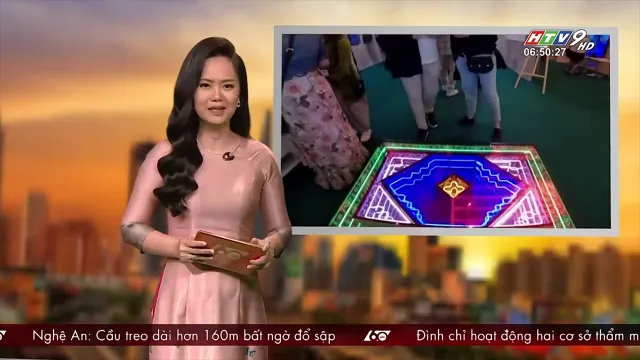 HTV9 HD
06:50:27
Nghệ An: Cầu treo dài hơn 160m bất ngờ đổ sập
60
Đình chỉ hoạt động hai cơ sở thẩm m